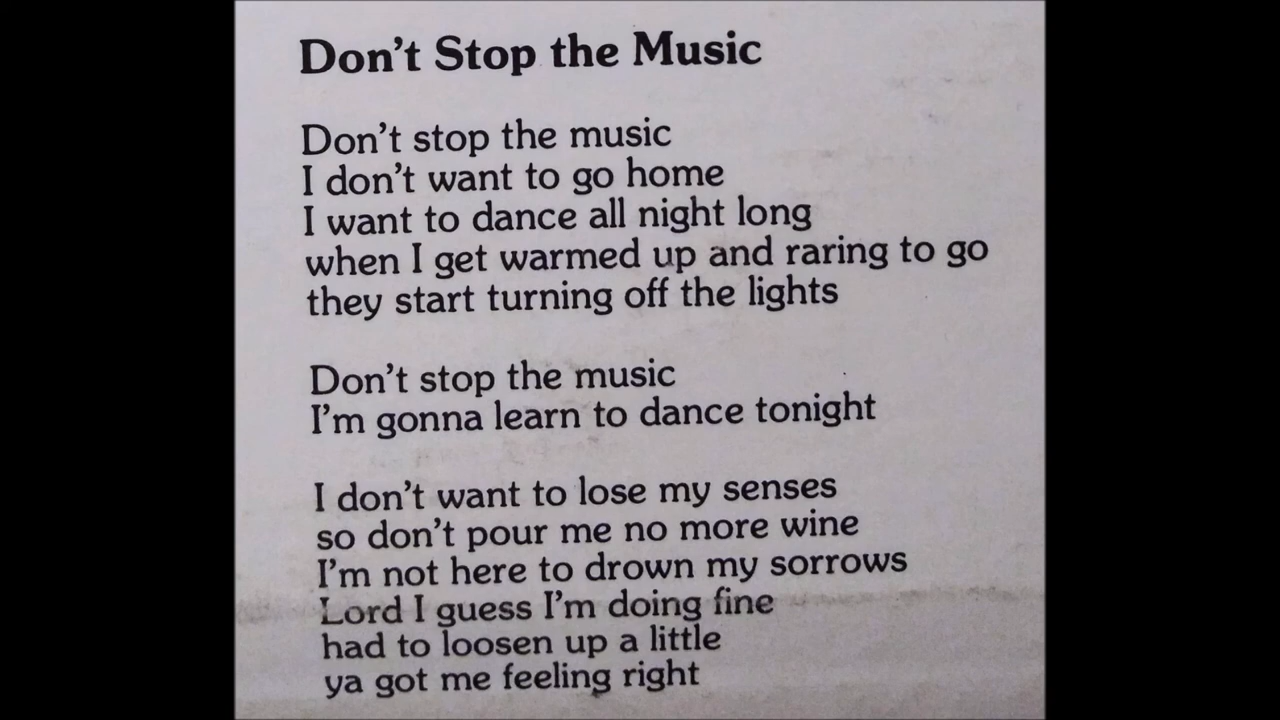 Don't Stop the Music
Don't stop the music
I don't want to go home
I want to dance all night long
when I get warmed up and raring to go
they start turning off the lights
Don't stop the music
I'm gonna learn to dance tonight
I don't want to lose my senses
so don't pour me no more wine
I'm not here to drown my sorrows
Lord I guess I'm doing fine
had to loosen up a little
ya got me feeling right